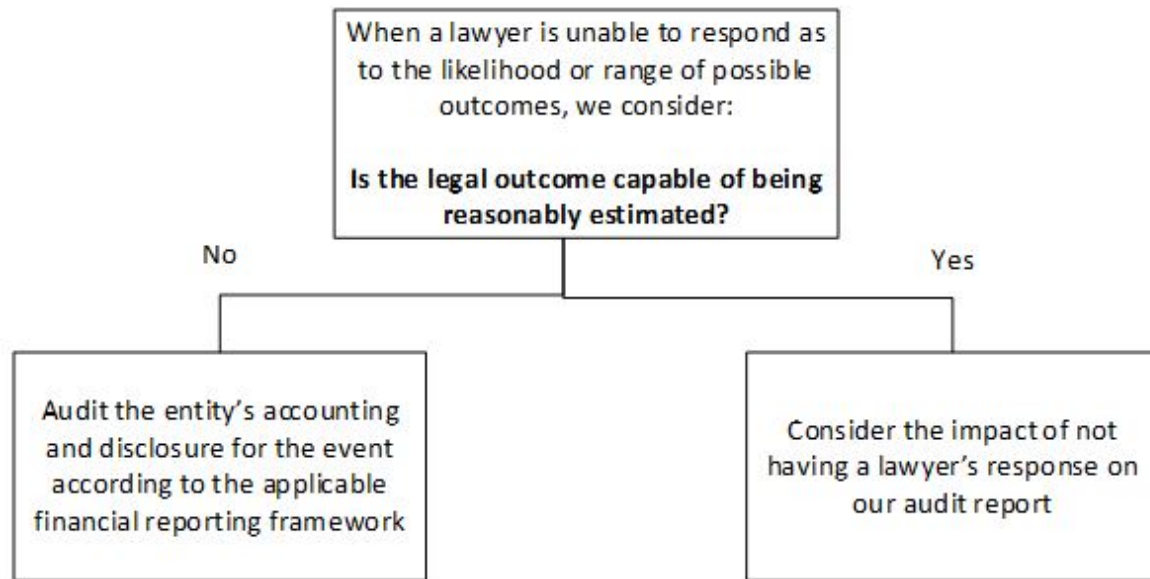 When a lawyer is unable to respond as
to the likelihood or range of possible
outcomes, we consider:
Is the legal outcome capable of being
reasonably estimated?
No
Yes
Audit the entity’s accounting
and disclosure for the event
according to the applicable
financial reporting framework
Consider the impact of not
having a lawyer’s response on
our audit report